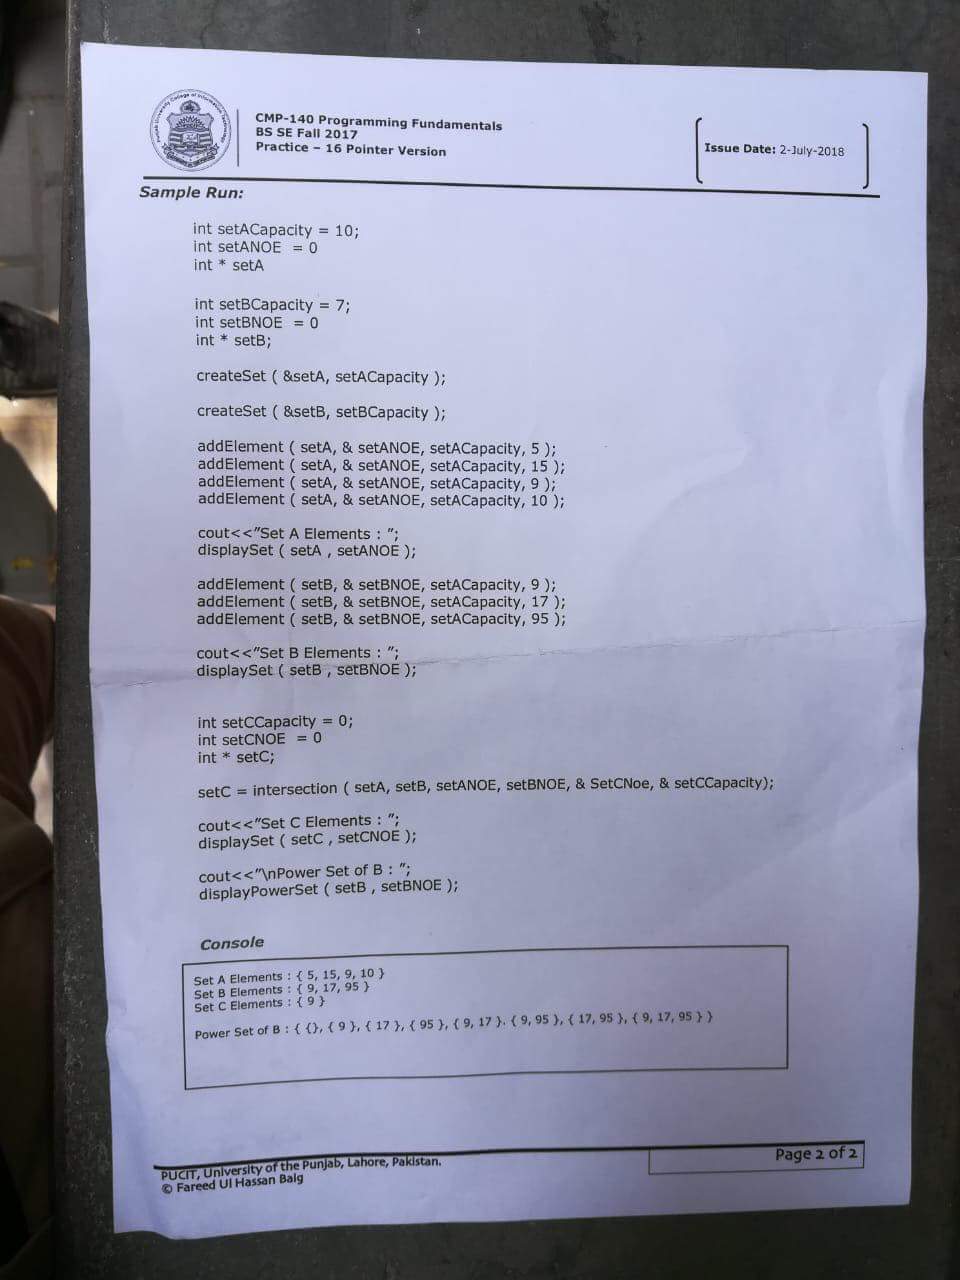 CMP-140 Programming Fundamentals
BS SE Fall 2017
Practice – 16 Pointer Version
Issue Date: 2-July-2018
Sample Run:
int setACapacity = 10;
int setANOE = 0
int * setA
int setBCapacity = 7;
int setBNOE = 0
int * setB;
createSet ( &setA, setACapacity );
createSet ( &setB, setBCapacity );
addElement ( setA, & setANOE, setACapacity, 5 );
addElement ( setA, & setANOE, setACapacity, 15 );
addElement ( setA, & setANOE, setACapacity, 9 );
addElement ( setA, & setANOE, setACapacity, 10 );
cout<<"Set A Elements : ";
displaySet ( setA , setANOE );
addElement ( setB, & setBNOE, setACapacity, 9 );
addElement ( setB, & setBNOE, setACapacity, 17 );
addElement ( setB, & setBNOE, setACapacity, 95 );
cout<<"Set B Elements : ";
displaySet ( setB , setBNOE );
int setCCapacity = 0;
int setCNOE = 0
int * setC;
setC = intersection ( setA, setB, setANOE, setBNOE, & SetCNoe, & setCCapacity);
cout<<"Set C Elements : ";
displaySet ( setC , setCNOE );
cout<<"\nPower Set of B : ";
displayPowerSet ( setB , setBNOE );
Console
Set A Elements : { 5, 15, 9, 10 }
Set B Elements : { 9, 17, 95 }
Set C Elements : { 9 }
Power Set of B : { {}, { 9 }, { 17 }, { 95 }, { 9, 17 }. { 9, 95 }, { 17, 95 }, { 9, 17, 95 } }
PUCIT, University of the Punjab, Lahore, Pakistan.
© Fareed Ul Hassan Baig
Page 2 of 2